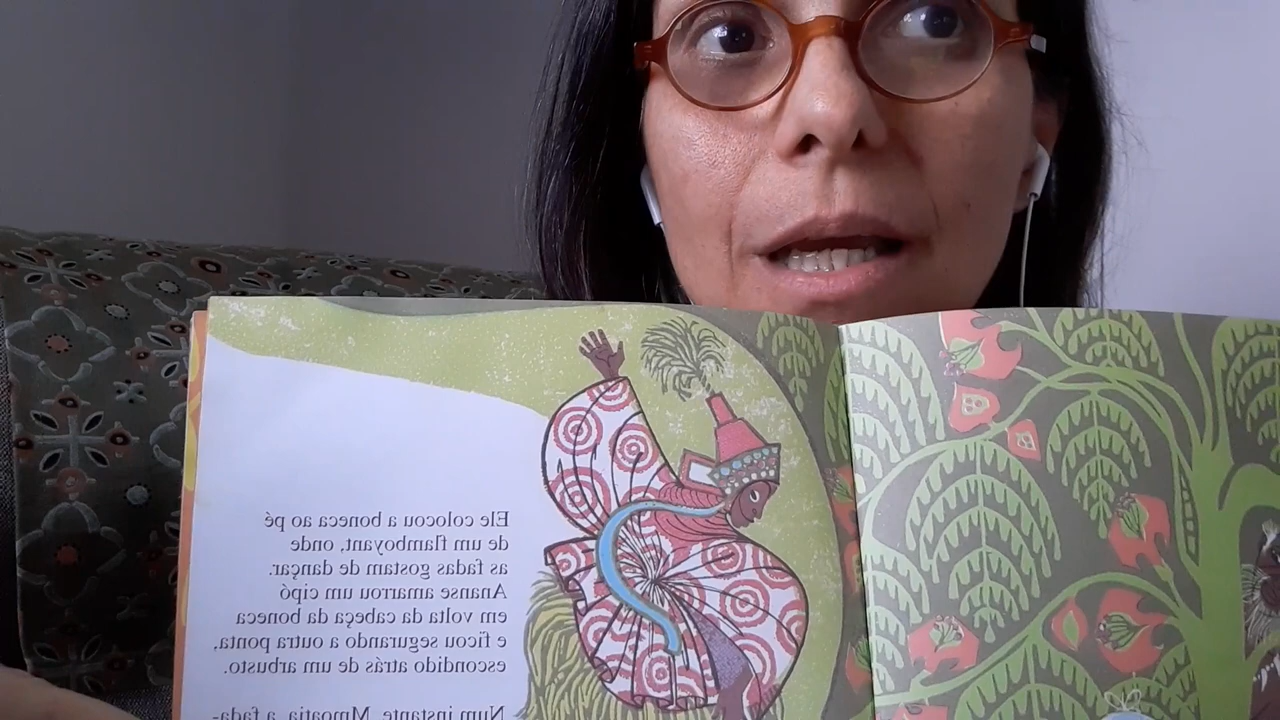 Ele colocou a boneca ao pé
de um flamboyant, onde
as fadas gostam de dançar.
Ananse amarrou um cipó
em volta da cabeça da boneca
e ficou segurando a outra ponta,
escondido atrás de um arbusto.
Num instante, Mmoatia, a fada-